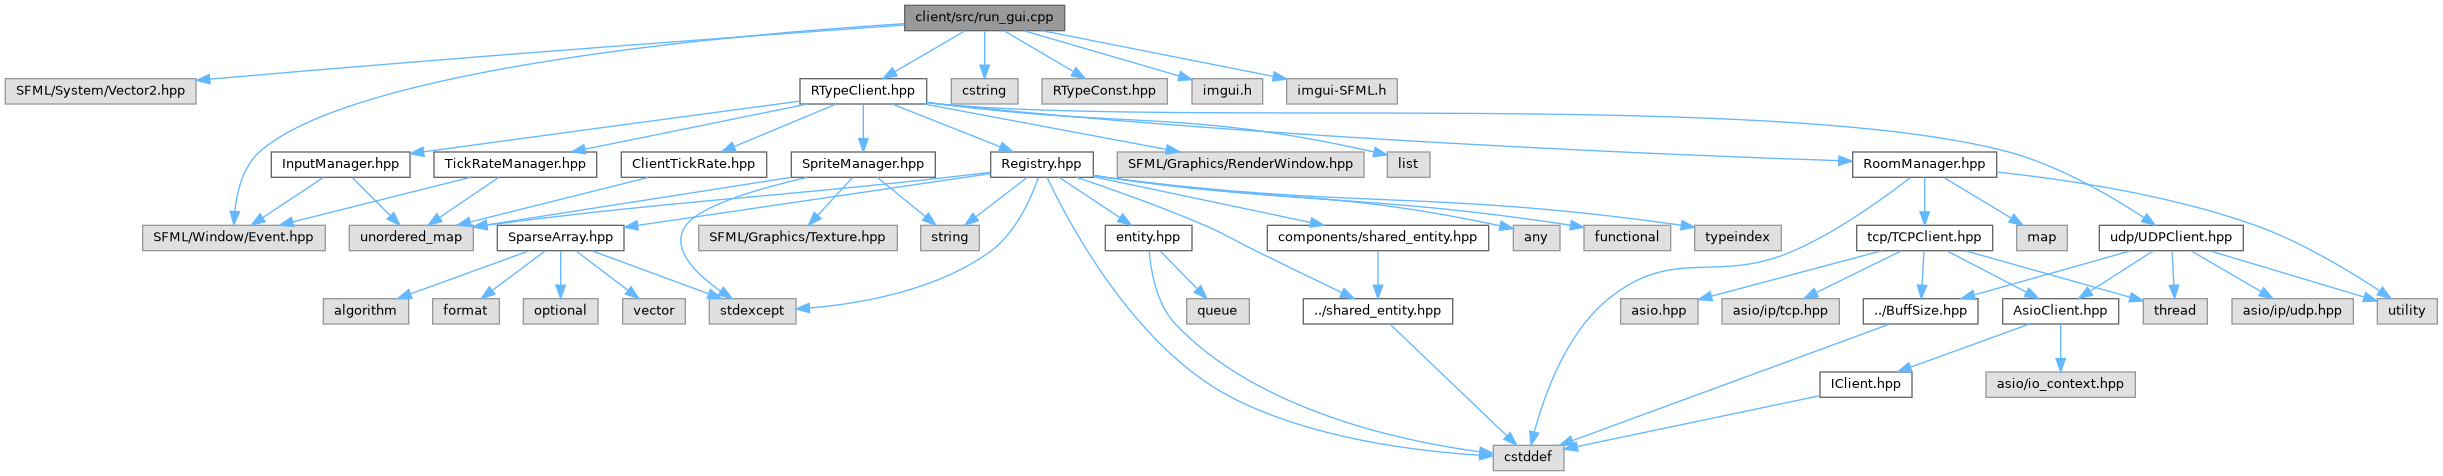 client/src/run_gui.cpp
SFML/System/Vector2.hpp
RTypeClient.hpp
cstring
RTypeConst.hpp
imgui.h
imgui-SFML.h
InputManager.hpp
TickRateManager.hpp
ClientTickRate.hpp
SpriteManager.hpp
Registry.hpp
SFML/Graphics/RenderWindow.hpp
list
RoomManager.hpp
SFML/Window/Event.hpp
unordered_map
SparseArray.hpp
SFML/Graphics/Texture.hpp
string
entity.hpp
components/shared_entity.hpp
any
functional
typeindex
tcp/TCPClient.hpp
map
udp/UDPClient.hpp
algorithm
format
optional
vector
stdexcept
queue
../shared_entity.hpp
asio.hpp
asio/ip/tcp.hpp
../BuffSize.hpp
AsioClient.hpp
thread
asio/ip/udp.hpp
utility
IClient.hpp
asio/io_context.hpp
cstddef